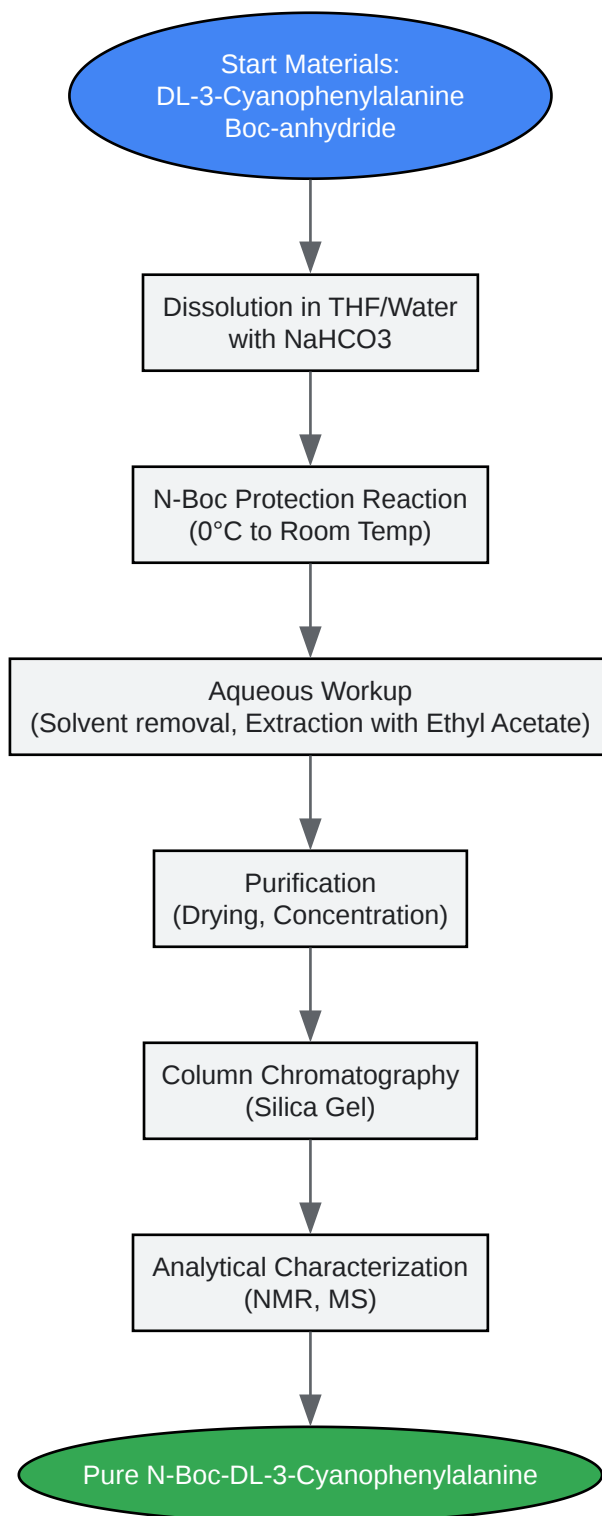 Start Materials:
DL-3-Cyanophenylalanine
Boc-anhydride
Dissolution in THF/Water
with NaHCO3
N-Boc Protection Reaction
(0°C to Room Temp)
Aqueous Workup
(Solvent removal, Extraction with Ethyl Acetate)
Purification
(Drying, Concentration)
Column Chromatography
(Silica Gel)
Analytical Characterization
(NMR, MS)
Pure N-Boc-DL-3-Cyanophenylalanine